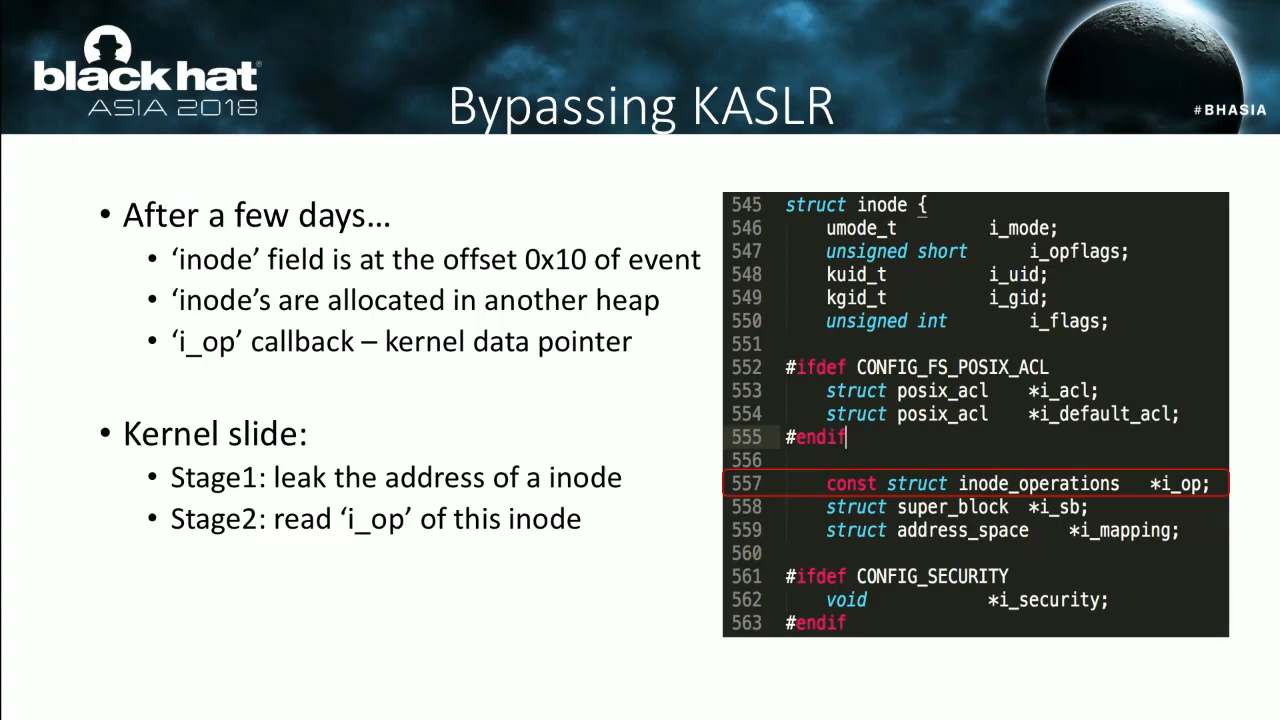 black hat®
ASIA 2018
Bypassing KASLR
#BHASIA
• After a few days…
• ‘inode’ field is at the offset 0x10 of event
• ‘inode’s are allocated in another heap
• ‘i_op’ callback – kernel data pointer
• Kernel slide:
• Stage1: leak the address of a inode
• Stage2: read ‘i_op’ of this inode
545 struct inode {
546 umode_t i_mode;
547 unsigned short i_opflags;
548 kuid_t i_uid;
549 kgid_t i_gid;
550 unsigned int i_flags;
551
552 #ifdef CONFIG_FS_POSIX_ACL
553 struct posix_acl *i_acl;
554 struct posix_acl *i_default_acl;
555 #endif
556
557 const struct inode_operations *i_op;
558 struct super_block *i_sb;
559 struct address_space *i_mapping;
560
561 #ifdef CONFIG_SECURITY
562 void *i_security;
563 #endif